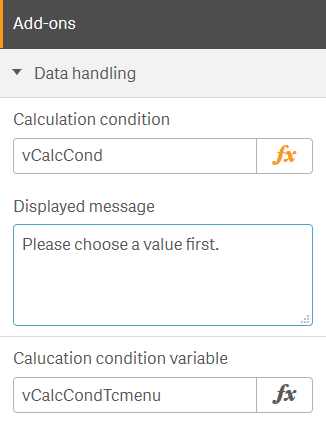 Add-ons
Data handling
Calculation condition
vCalcCond
fx
Displayed message
Please choose a value first.
Calucation condition variable
vCalcCondTcmenu
fx